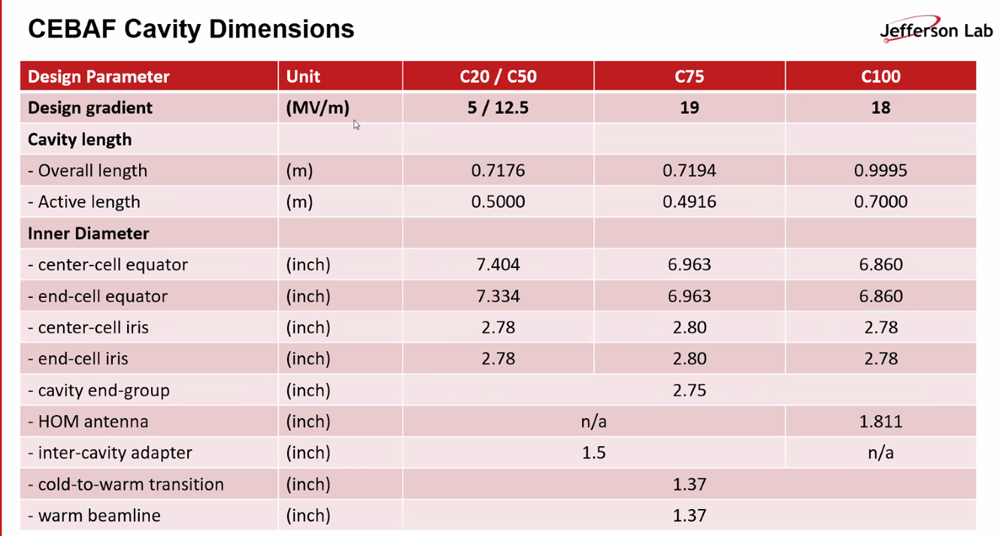 CEBAF Cavity Dimensions
Jefferson Lab
Design Parameter Unit C20 / C50 C75 C100
Design gradient (MV/m) 5 / 12.5 19 18
Cavity length
- Overall length (m) 0.7176 0.7194 0.9995
- Active length (m) 0.5000 0.4916 0.7000
Inner Diameter
- center-cell equator (inch) 7.404 6.963 6.860
- end-cell equator (inch) 7.334 6.963 6.860
- center-cell iris (inch) 2.78 2.80 2.78
- end-cell iris (inch) 2.78 2.80 2.78
- cavity end-group (inch) 2.75
- HOM antenna (inch) n/a 1.811
- inter-cavity adapter (inch) 1.5 n/a
- cold-to-warm transition (inch) 1.37
- warm beamline (inch) 1.37